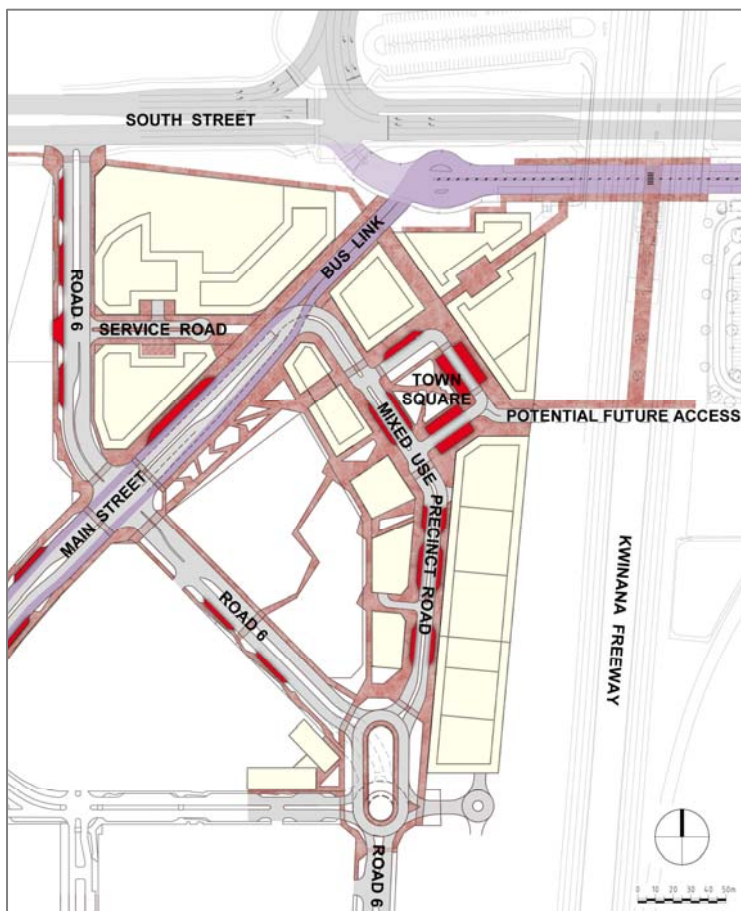 SOUTH STREET
BUS LINK
ROAD 6
SERVICE ROAD
TOWN
SQUARE
POTENTIAL FUTURE ACCESS
MIXED USE PRECINCT ROAD
MAIN STREET
KWINANA FREEWAY
ROAD 6
ROAD 6
0 10 20 30 40 50m